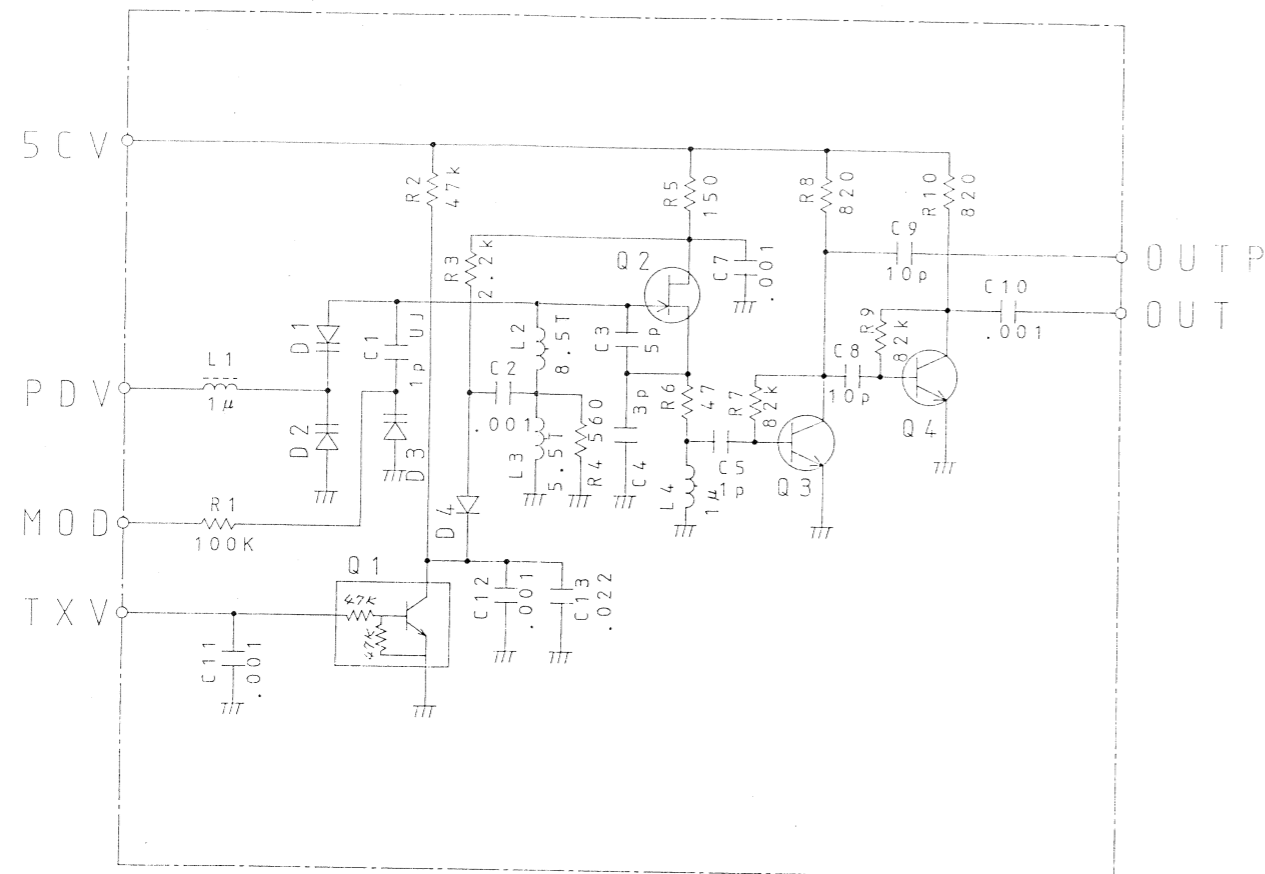 5CV
R2
47k
R5
150
R8
820
R10
820
C9
10p
OUTP
R3
2.2k
Q2
C7
.001
C10
.001
OUT
D1
C1
1p UJ
L2
8.5T
C3
5p
R9
82k
L1
1μ
PDV
C2
.001
C8
10p
R6
47
R7
82k
Q4
D2
D3
L3
5.5T
R4 560
C4
3p
C5
1p
Q3
L4
1μ
MOD
R1
100K
D4
Q1
TXV
47K
47K
C12
.001
C13
.022
C11
.001